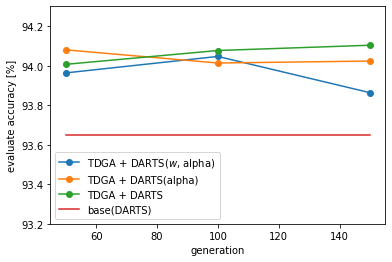 94.2
94.0
93.8
93.6
93.4
93.2
evaluate accuracy [%]
TDGA + DARTS(w, alpha)
TDGA + DARTS(alpha)
TDGA + DARTS
base(DARTS)
60 80 100 120 140
generation